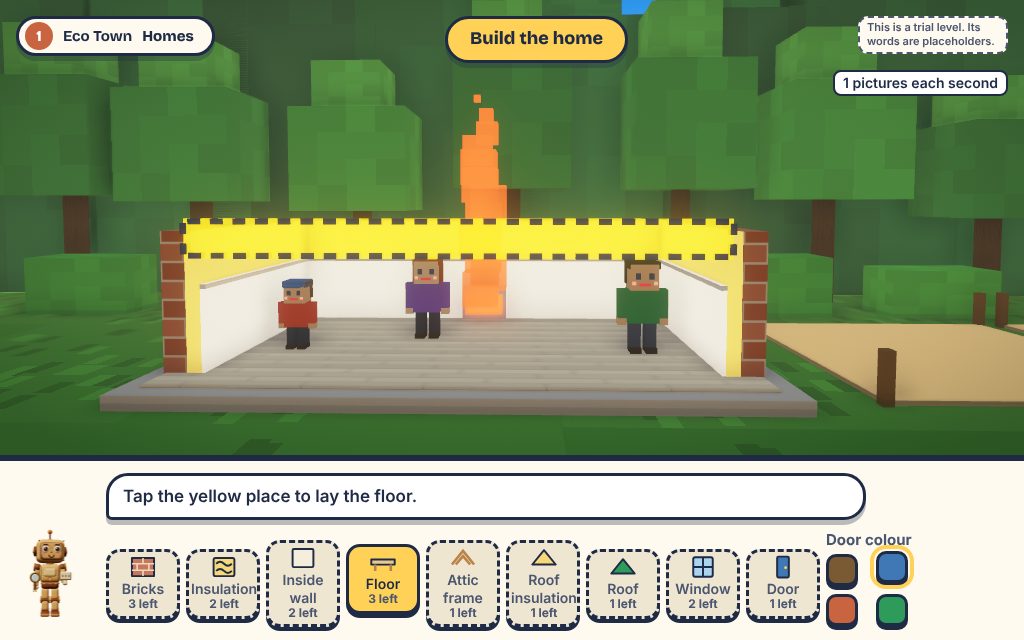 1 Eco Town Homes
Build the home
This is a trial level. Its
words are placeholders.
1 pictures each second
Tap the yellow place to lay the floor.
Door colour
Bricks
3 left
Insulation
2 left
Inside
wall
2 left
Floor
3 left
Attic
frame
1 left
Roof
insulation
1 left
Roof
1 left
Window
2 left
Door
1 left